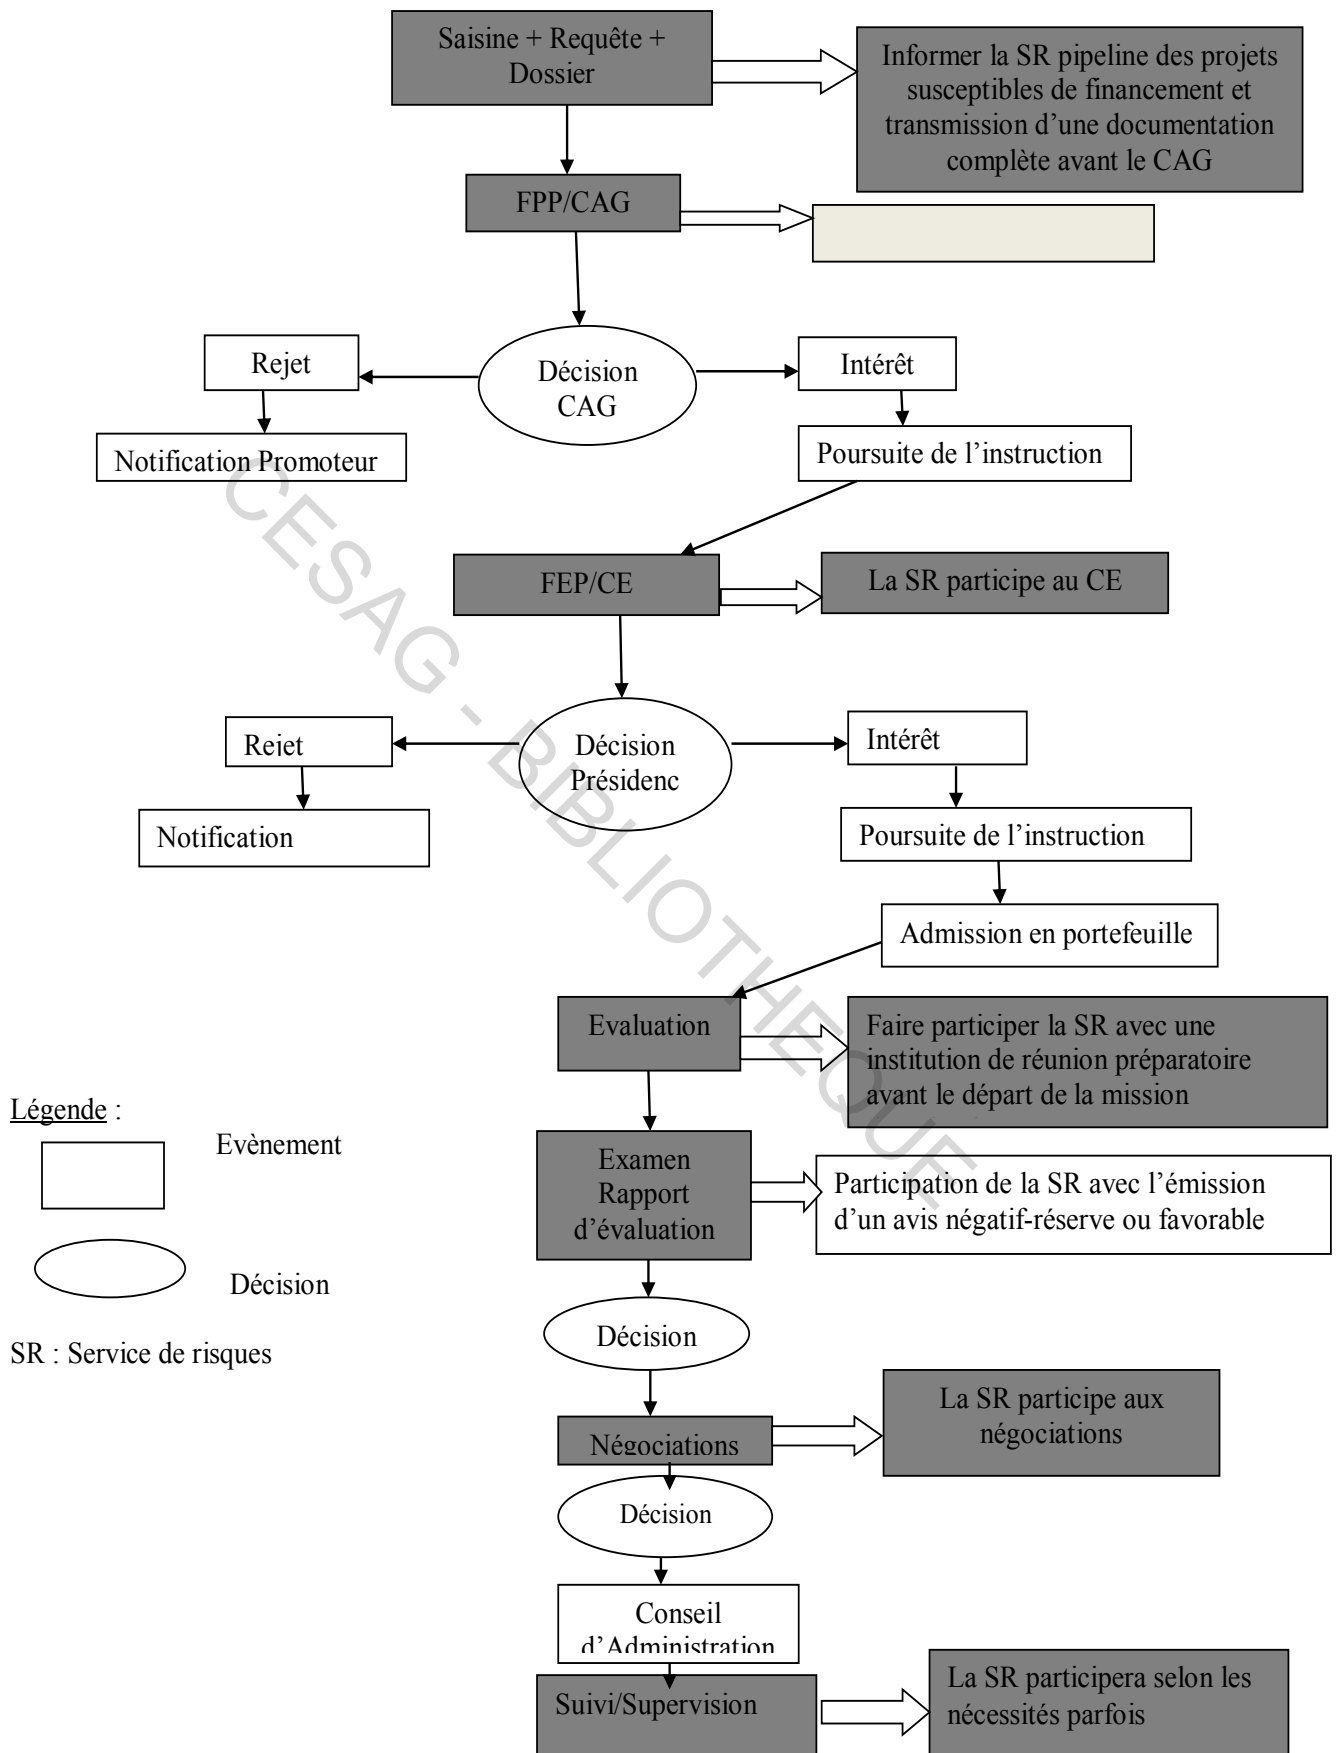 Saisine + Requête +
Dossier
Informer la SR pipeline des projets
susceptibles de financement et
transmission d’une documentation
complète avant le CAG
FPP/CAG
Décision
CAG
Rejet
Intérêt
Notification Promoteur
Poursuite de l’instruction
FEP/CE
La SR participe au CE
Décision
Présidenc
Rejet
Intérêt
Notification
Poursuite de l’instruction
Admission en portefeuille
Evaluation
Faire participer la SR avec une
institution de réunion préparatoire
avant le départ de la mission
Légende :
Evènement
Décision
SR : Service de risques
Examen
Rapport
d’évaluation
Participation de la SR avec l’émission
d’un avis négatif-réserve ou favorable
Décision
Négociations
La SR participe aux
négociations
Décision
Conseil
d’Administration
Suivi/Supervision
La SR participera selon les
nécessités parfois
CESAG - BIBLIOTHEQUE